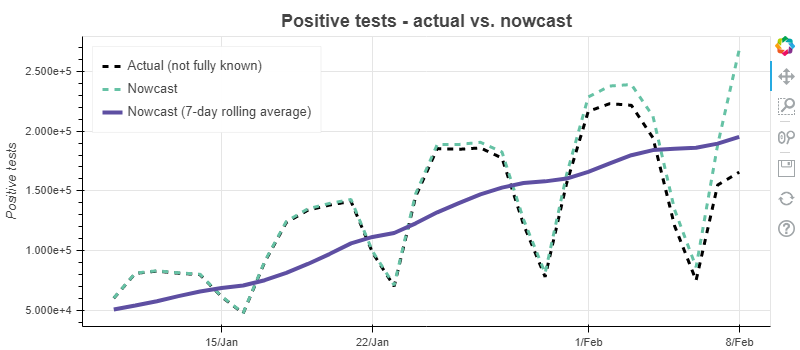 Positive tests - actual vs. nowcast
Actual (not fully known)
Nowcast
Nowcast (7-day rolling average)
Positive tests
2.500e+5
2.000e+5
1.500e+5
1.000e+5
5.000e+4
15/Jan
22/Jan
1/Feb
8/Feb